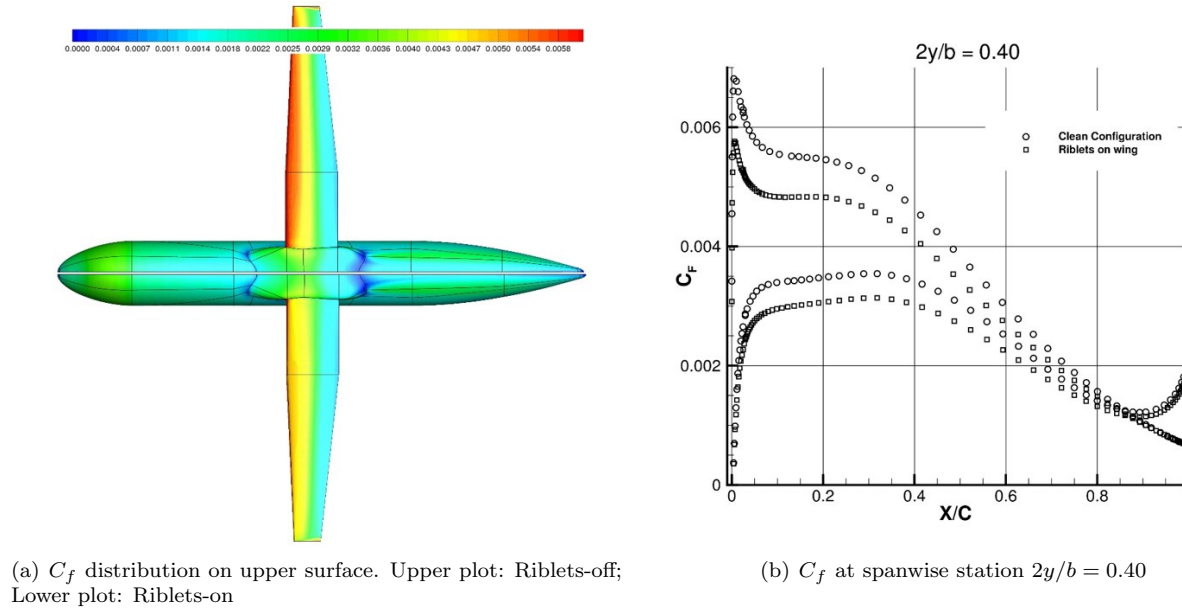 0.0000 0.0004 0.0007 0.0011 0.0014 0.0018 0.0022 0.0025 0.0029 0.0032 0.0036 0.0040 0.0043 0.0047 0.0050 0.0054 0.0058
2y/b = 0.40
Clean Configuration
Riblets on wing
0.006
0.004
0.002
0
C_F
0 0.2 0.4 0.6 0.8
X/C
(a) C_f distribution on upper surface. Upper plot: Riblets-off;
Lower plot: Riblets-on
(b) C_f at spanwise station 2y/b = 0.40